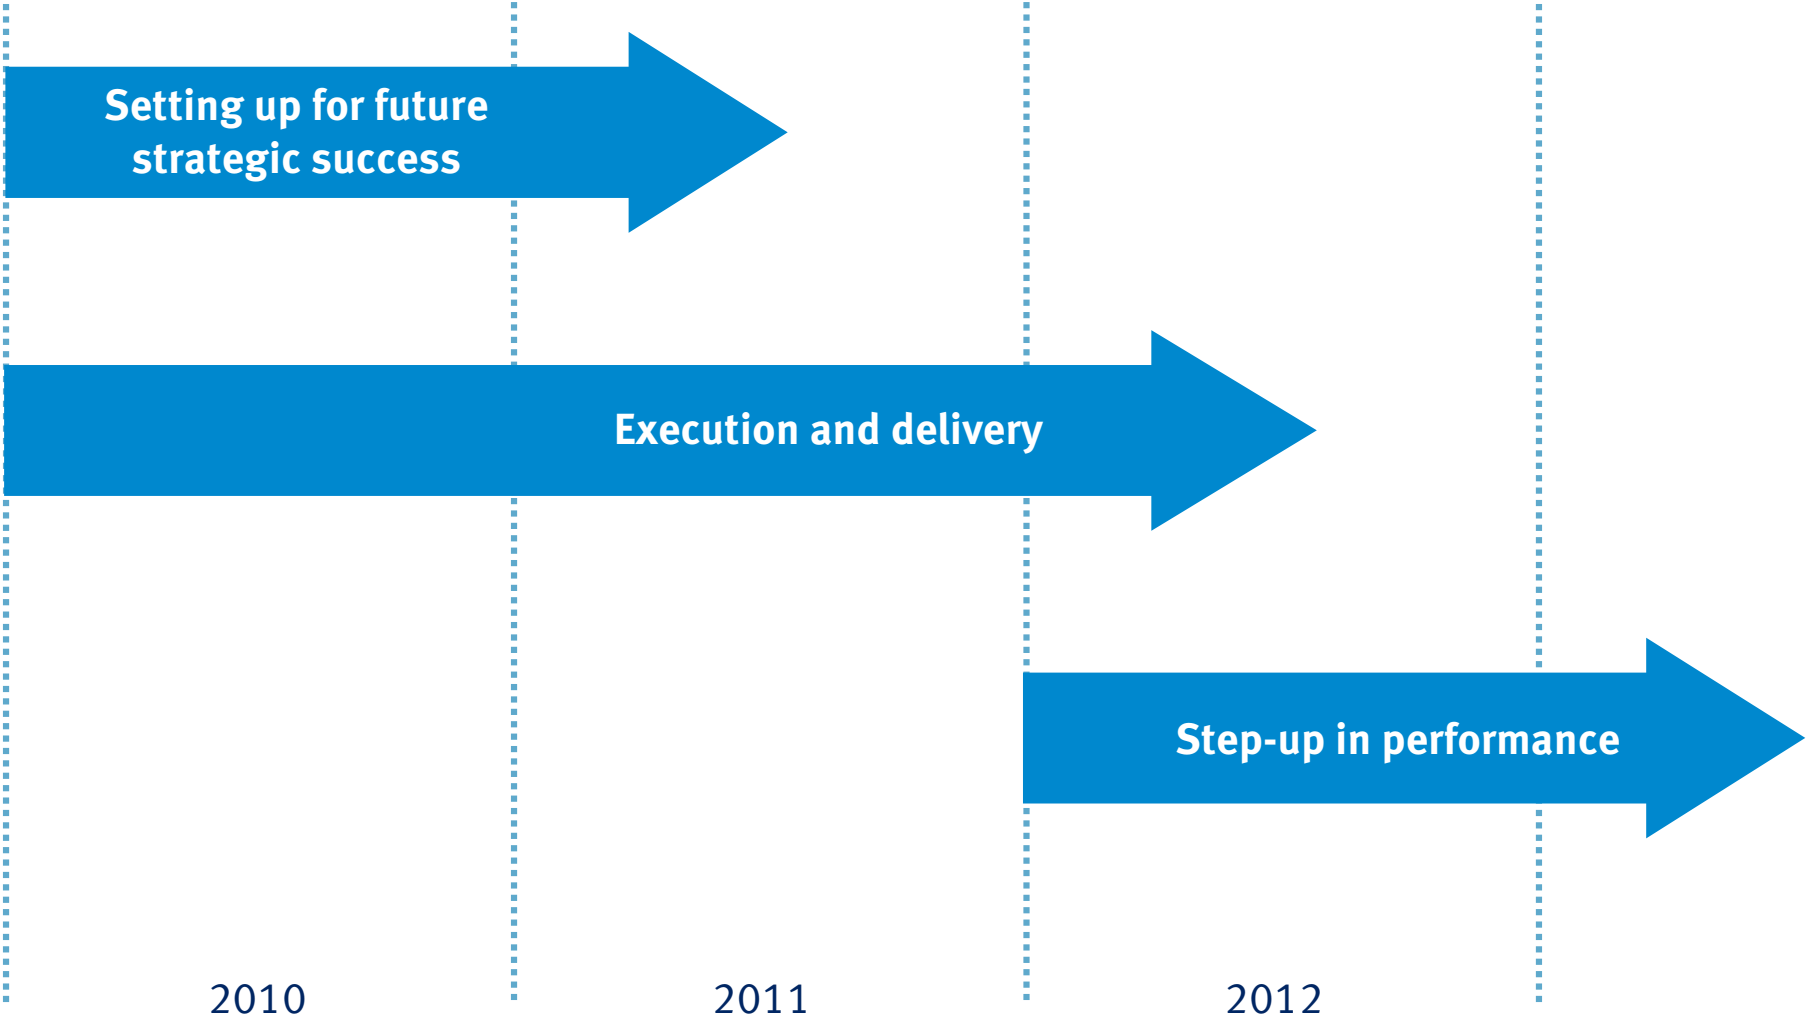 Setting up for future
strategic success
Execution and delivery
Step-up in performance
2010
2011
2012